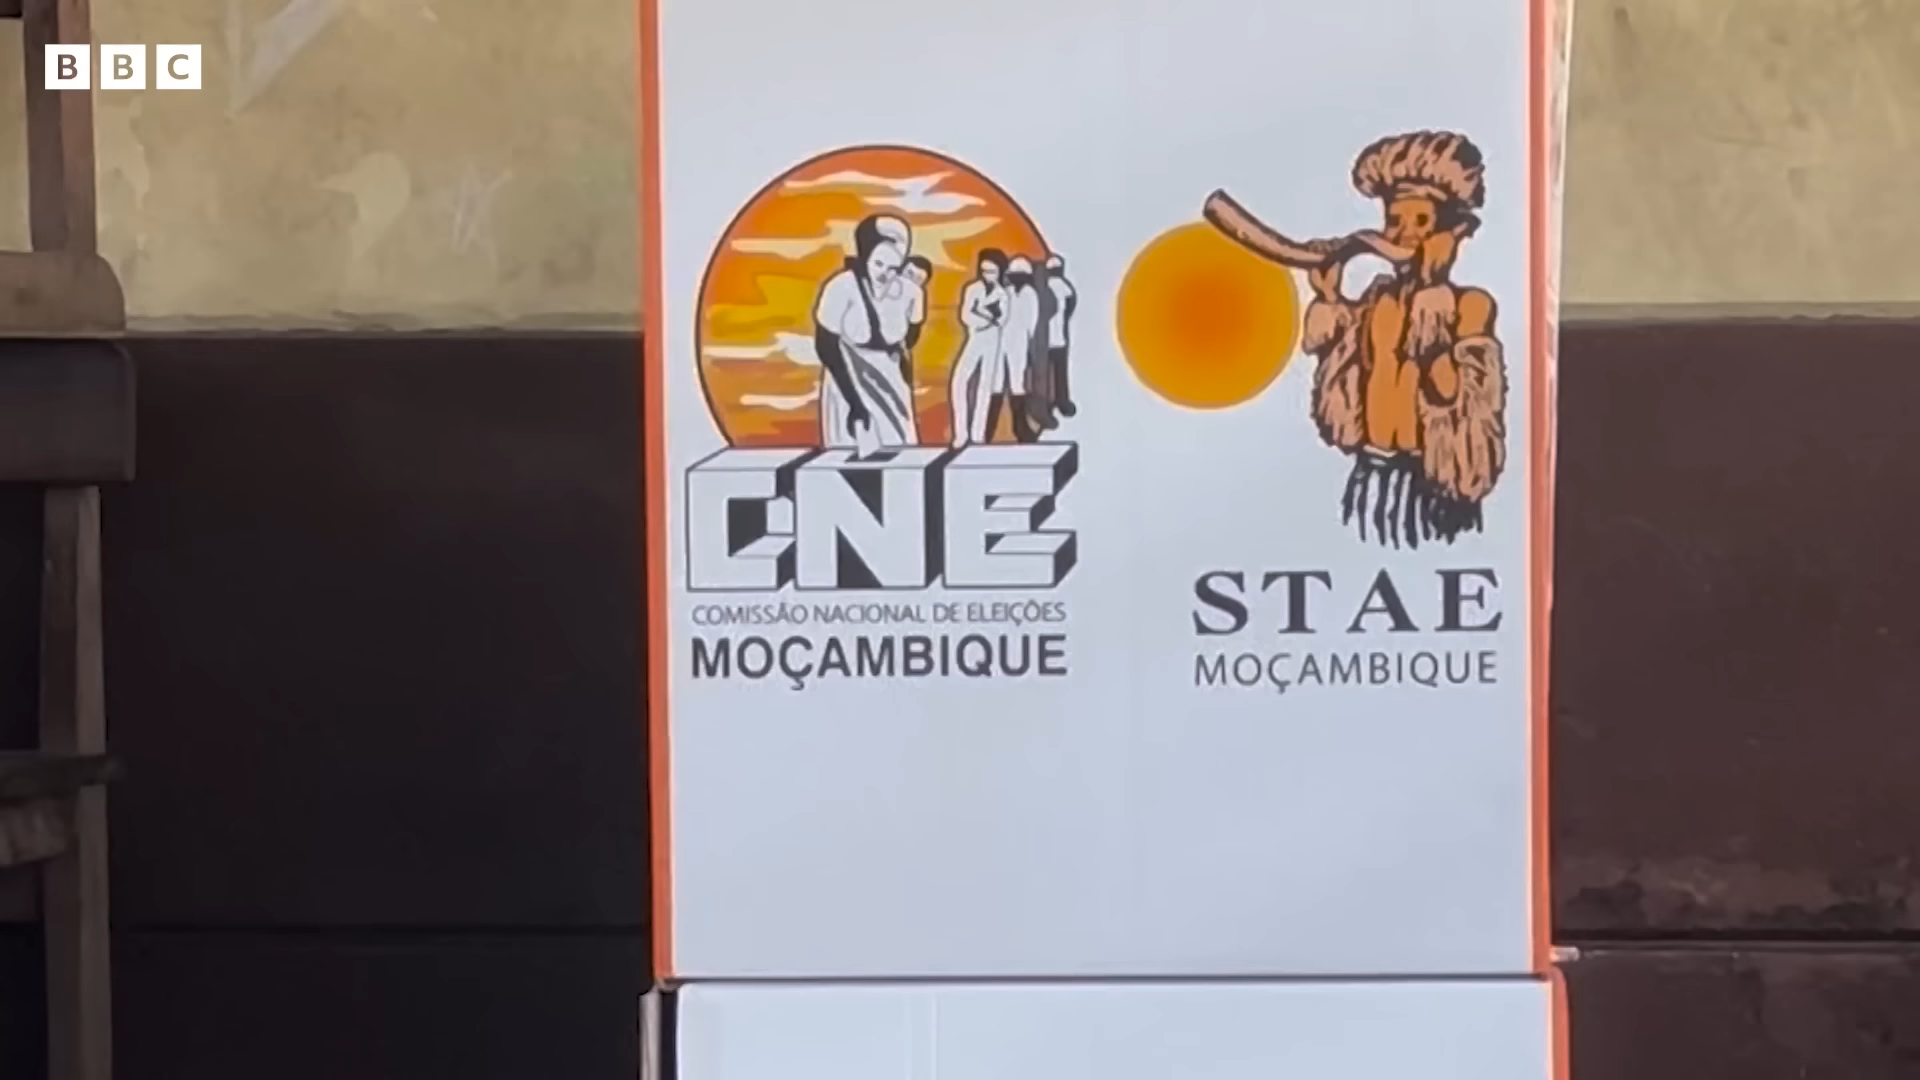 BBC
CNE
COMISSÃO NACIONAL DE ELEIÇÕES
MOÇAMBIQUE
STAE
MOÇAMBIQUE